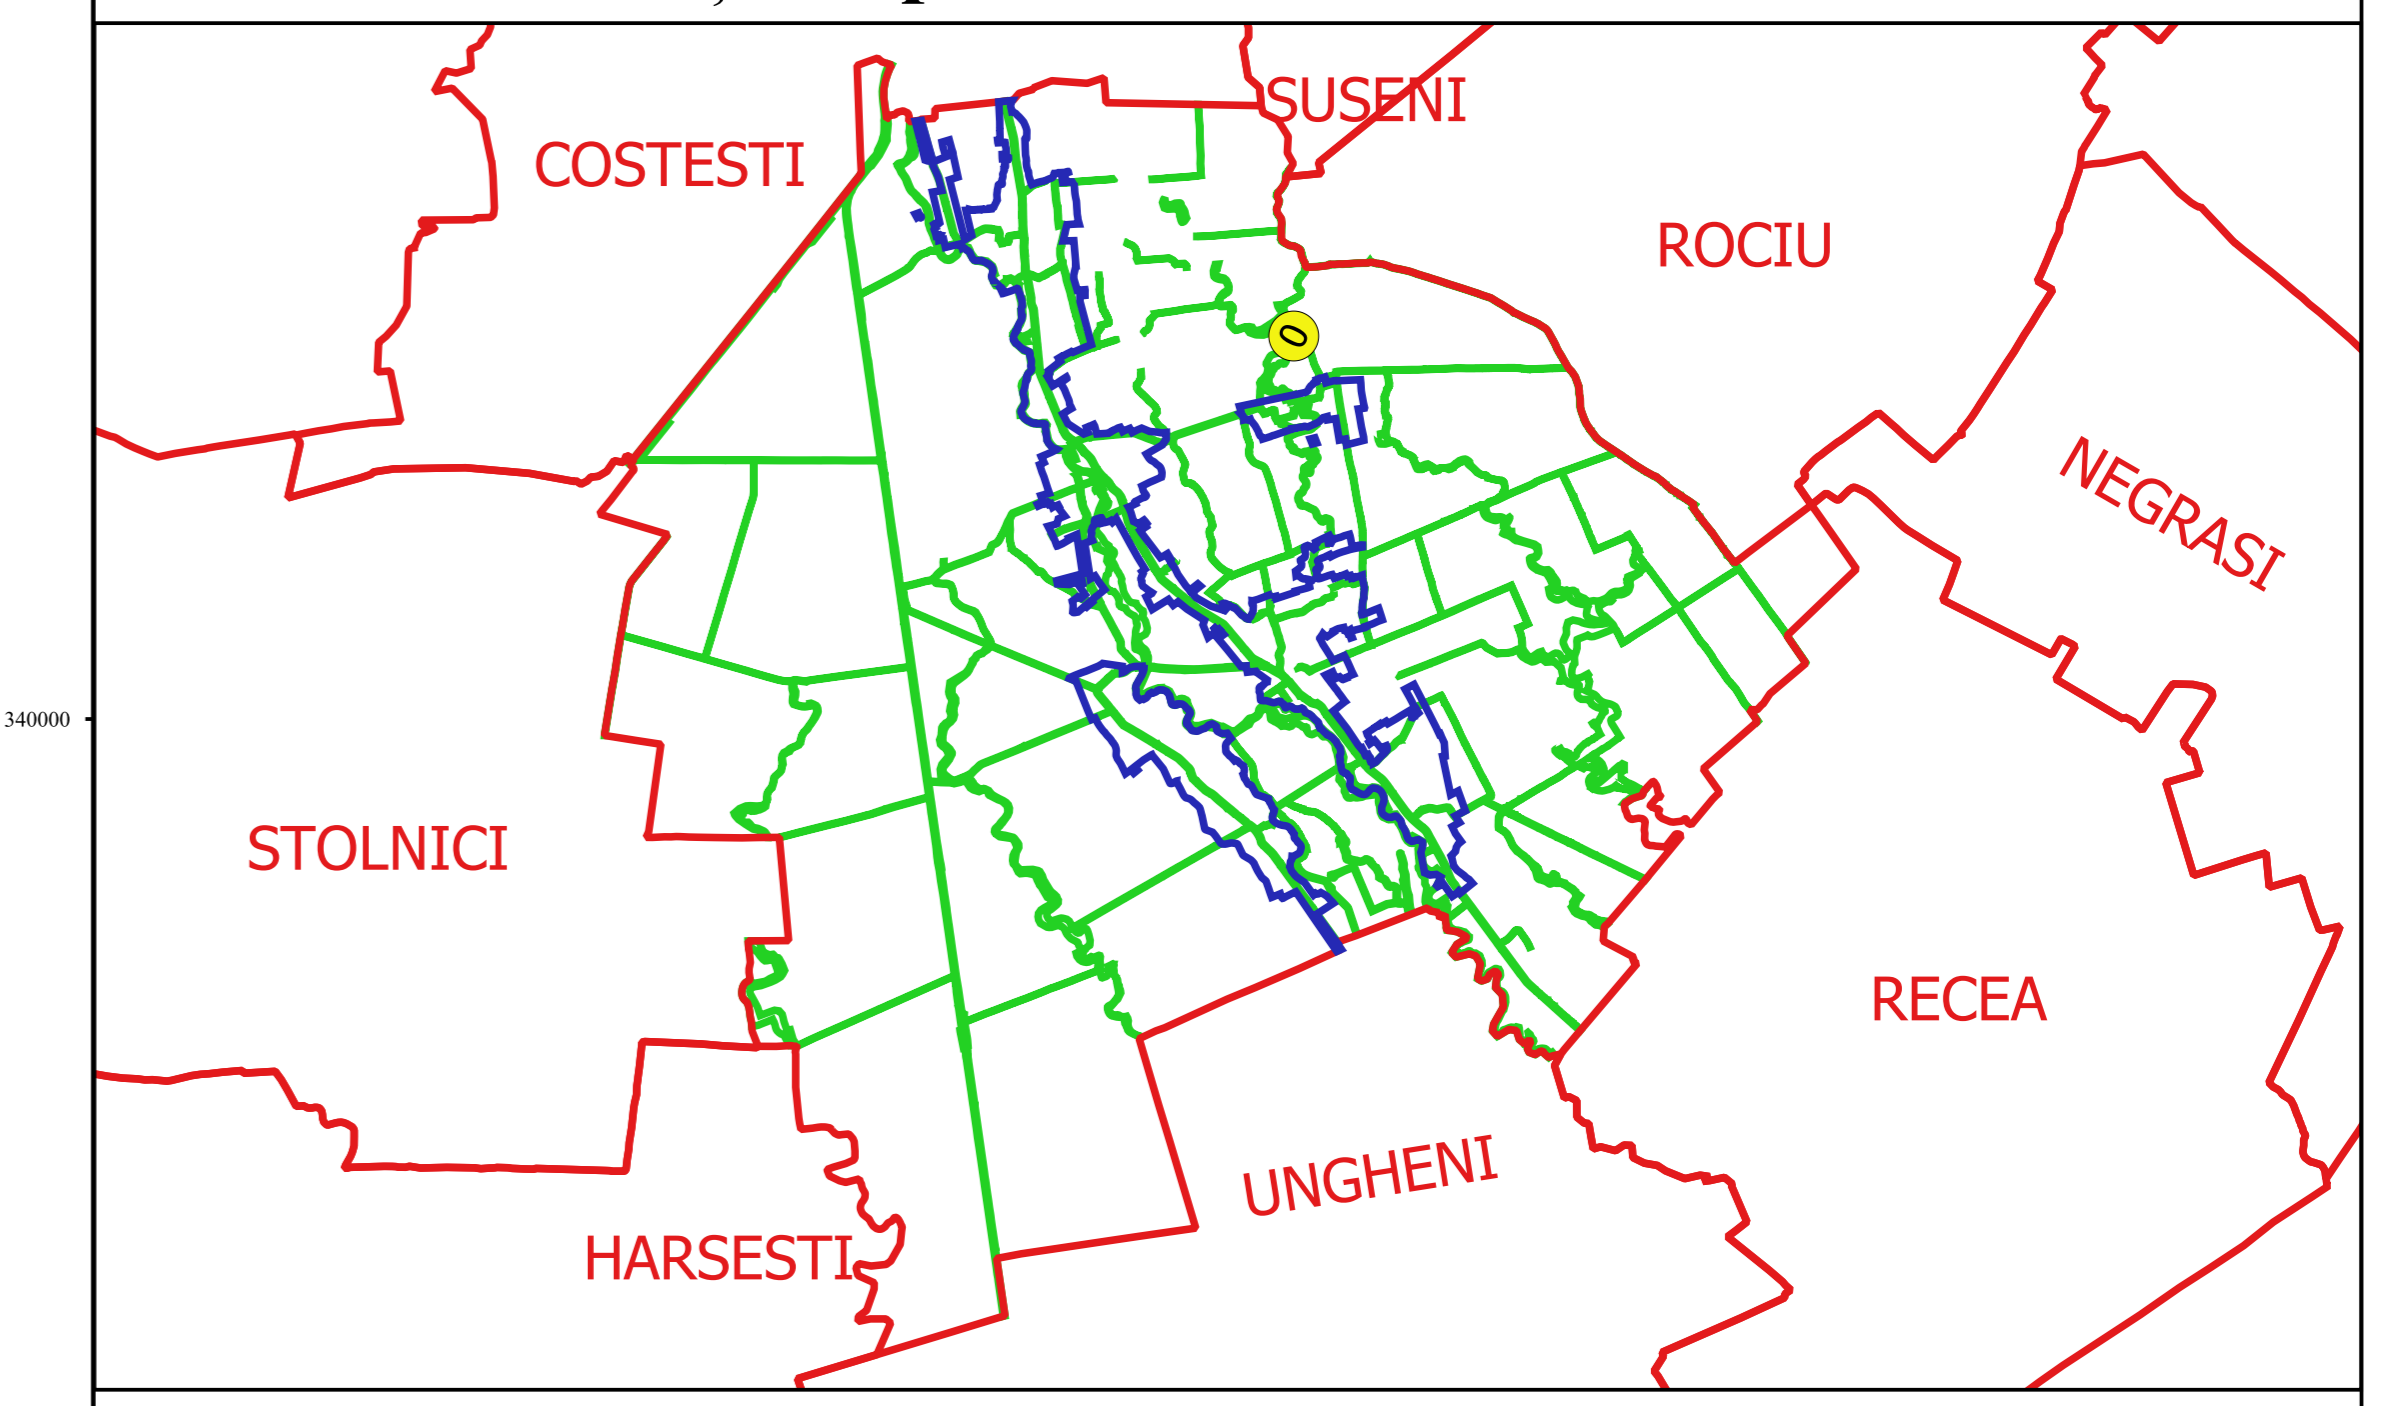 SUSENI
COSTESTI
ROCIU
0
NEGRASI
340000
STOLNICI
RECEA
UNGHENI
HARSESTI